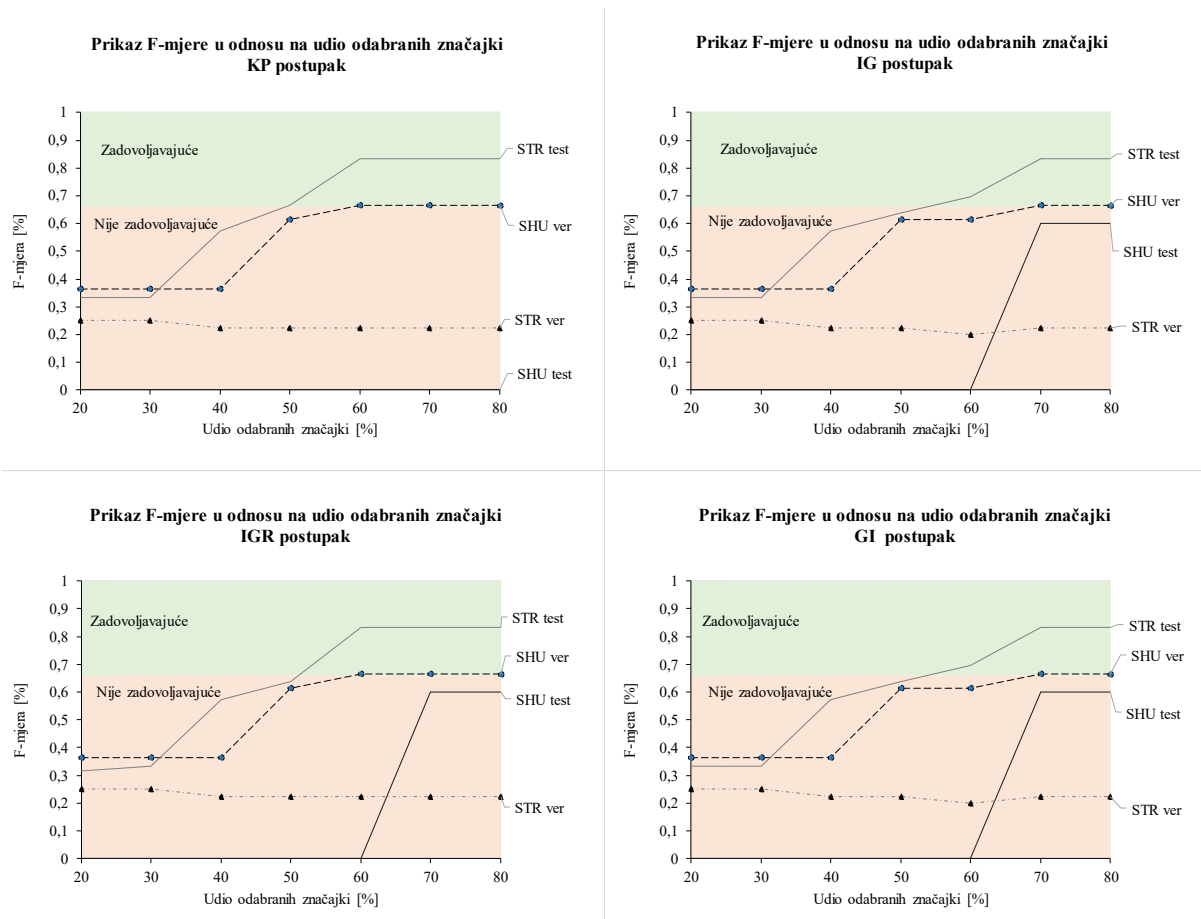 Prikaz F-mjere u odnosu na udio odabranih značajki
KP postupak
F-mjera [%]
1
0,9
0,8
0,7
0,6
0,5
0,4
0,3
0,2
0,1
0
Zadovoljavajuće
Nije zadovoljavajuće
STR test
SHU ver
STR ver
SHU test
20 30 40 50 60 70 80
Udio odabranih značajki [%]
Prikaz F-mjere u odnosu na udio odabranih značajki
IG postupak
F-mjera [%]
1
0,9
0,8
0,7
0,6
0,5
0,4
0,3
0,2
0,1
0
Zadovoljavajuće
Nije zadovoljavajuće
STR test
SHU ver
SHU test
STR ver
20 30 40 50 60 70 80
Udio odabranih značajki [%]
Prikaz F-mjere u odnosu na udio odabranih značajki
IGR postupak
F-mjera [%]
1
0,9
0,8
0,7
0,6
0,5
0,4
0,3
0,2
0,1
0
Zadovoljavajuće
Nije zadovoljavajuće
STR test
SHU ver
SHU test
STR ver
20 30 40 50 60 70 80
Udio odabranih značajki [%]
Prikaz F-mjere u odnosu na udio odabranih značajki
GI postupak
F-mjera [%]
1
0,9
0,8
0,7
0,6
0,5
0,4
0,3
0,2
0,1
0
Zadovoljavajuće
Nije zadovoljavajuće
STR test
SHU ver
SHU test
STR ver
20 30 40 50 60 70 80
Udio odabranih značajki [%]